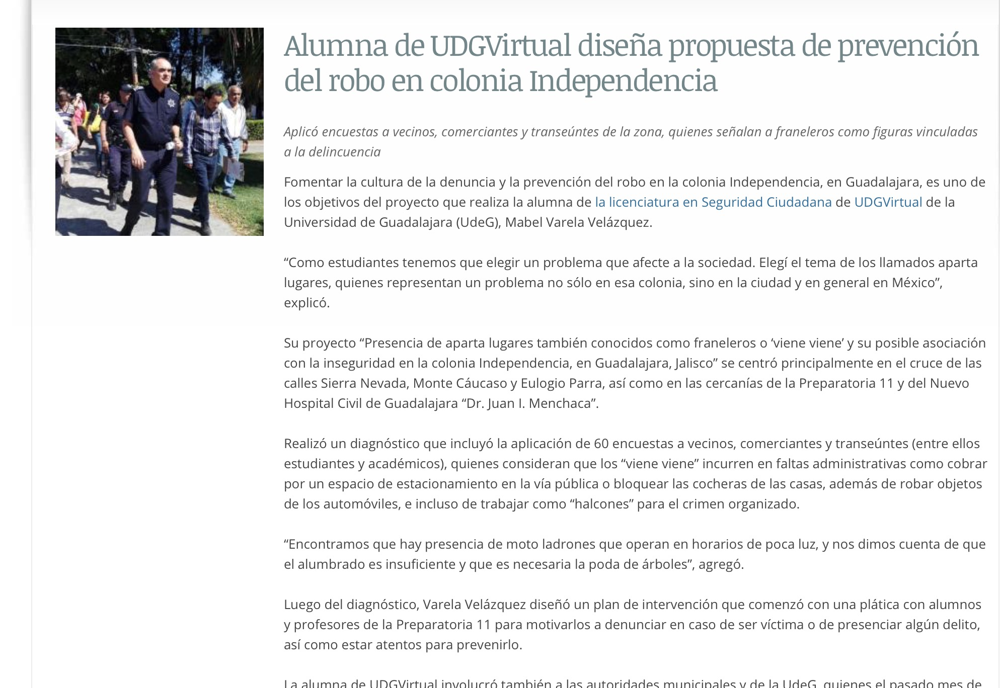 Alumna de UDGVirtual diseña propuesta de prevención
del robo en colonia Independencia
Aplicó encuestas a vecinos, comerciantes y transeúntes de la zona, quienes señalan a franeleros como figuras vinculadas
a la delincuencia
Fomentar la cultura de la denuncia y la prevención del robo en la colonia Independencia, en Guadalajara, es uno de
los objetivos del proyecto que realiza la alumna de la licenciatura en Seguridad Ciudadana de UDGVirtual de la
Universidad de Guadalajara (UdeG), Mabel Varela Velázquez.
“Como estudiantes tenemos que elegir un problema que afecte a la sociedad. Elegí el tema de los llamados aparta
lugares, quienes representan un problema no sólo en esa colonia, sino en la ciudad y en general en México”,
explicó.
Su proyecto “Presencia de aparta lugares también conocidos como franeleros o ‘viene viene’ y su posible asociación
con la inseguridad en la colonia Independencia, en Guadalajara, Jalisco” se centró principalmente en el cruce de las
calles Sierra Nevada, Monte Cáucaso y Eulogio Parra, así como en las cercanías de la Preparatoria 11 y del Nuevo
Hospital Civil de Guadalajara “Dr. Juan I. Menchaca”.
Realizó un diagnóstico que incluyó la aplicación de 60 encuestas a vecinos, comerciantes y transeúntes (entre ellos
estudiantes y académicos), quienes consideran que los “viene viene” incurren en faltas administrativas como cobrar
por un espacio de estacionamiento en la vía pública o bloquear las cocheras de las casas, además de robar objetos
de los automóviles, e incluso de trabajar como “halcones” para el crimen organizado.
“Encontramos que hay presencia de moto ladrones que operan en horarios de poca luz, y nos dimos cuenta de que
el alumbrado es insuficiente y que es necesaria la poda de árboles”, agregó.
Luego del diagnóstico, Varela Velázquez diseñó un plan de intervención que comenzó con una plática con alumnos
y profesores de la Preparatoria 11 para motivarlos a denunciar en caso de ser víctima o de presenciar algún delito,
así como estar atentos para prevenirlo.
La alumna de UDGVirtual involucró también a las autoridades municipales y de la UdeG, quienes el pasado mes de